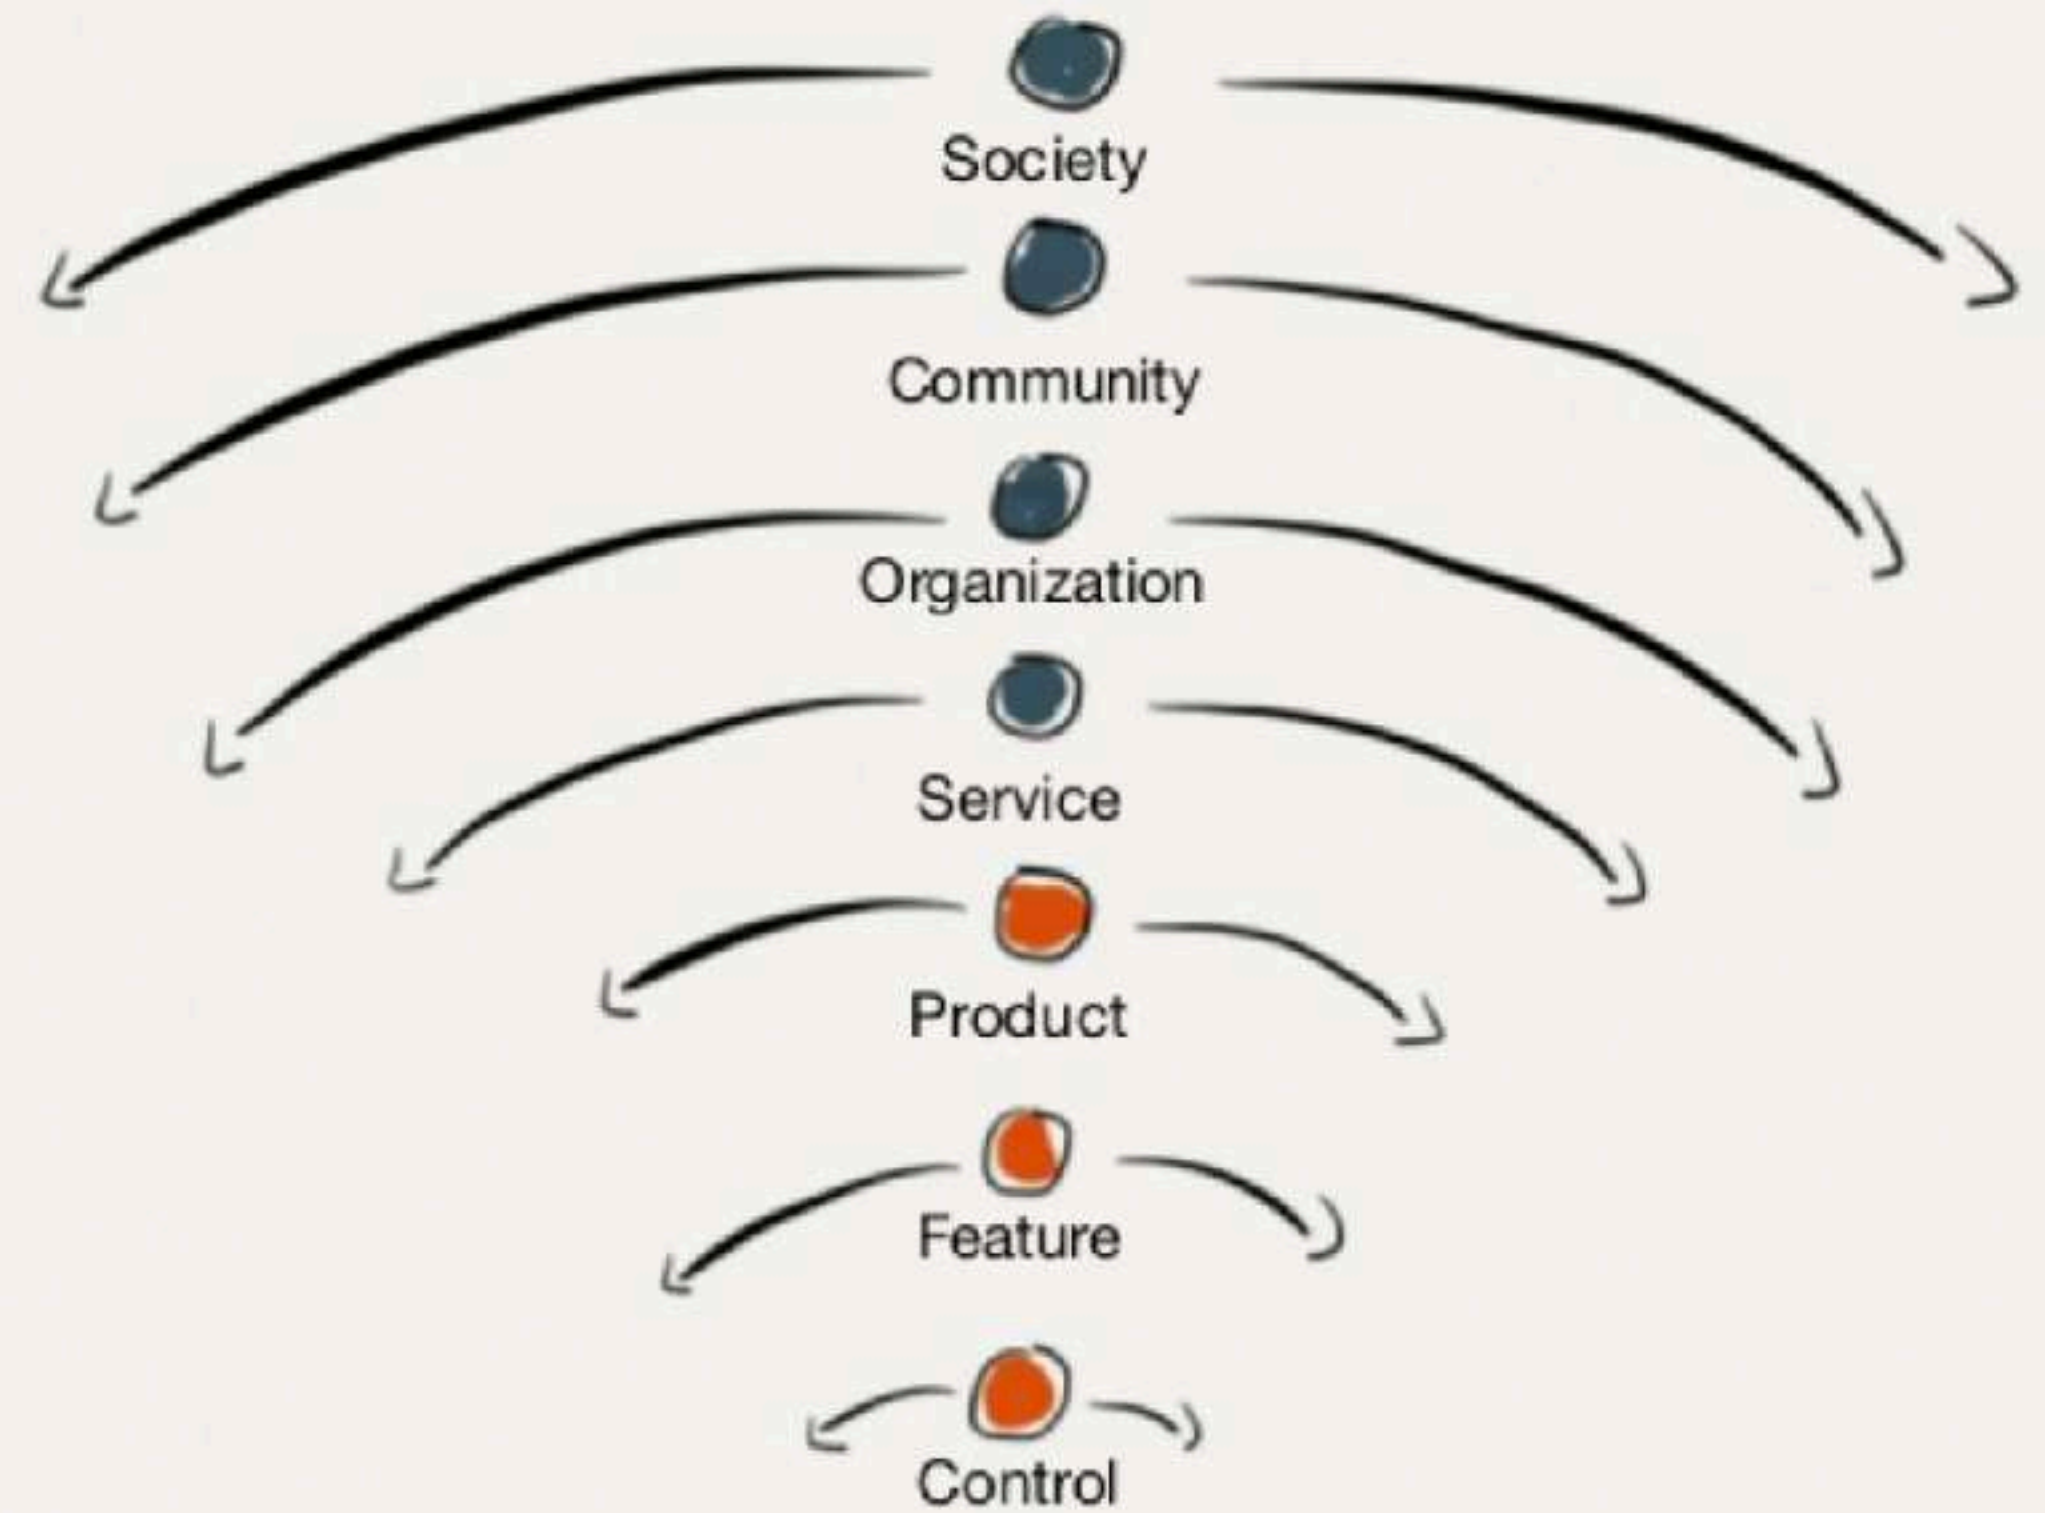 Society
Community
Organization
Service
Product
Feature
Control